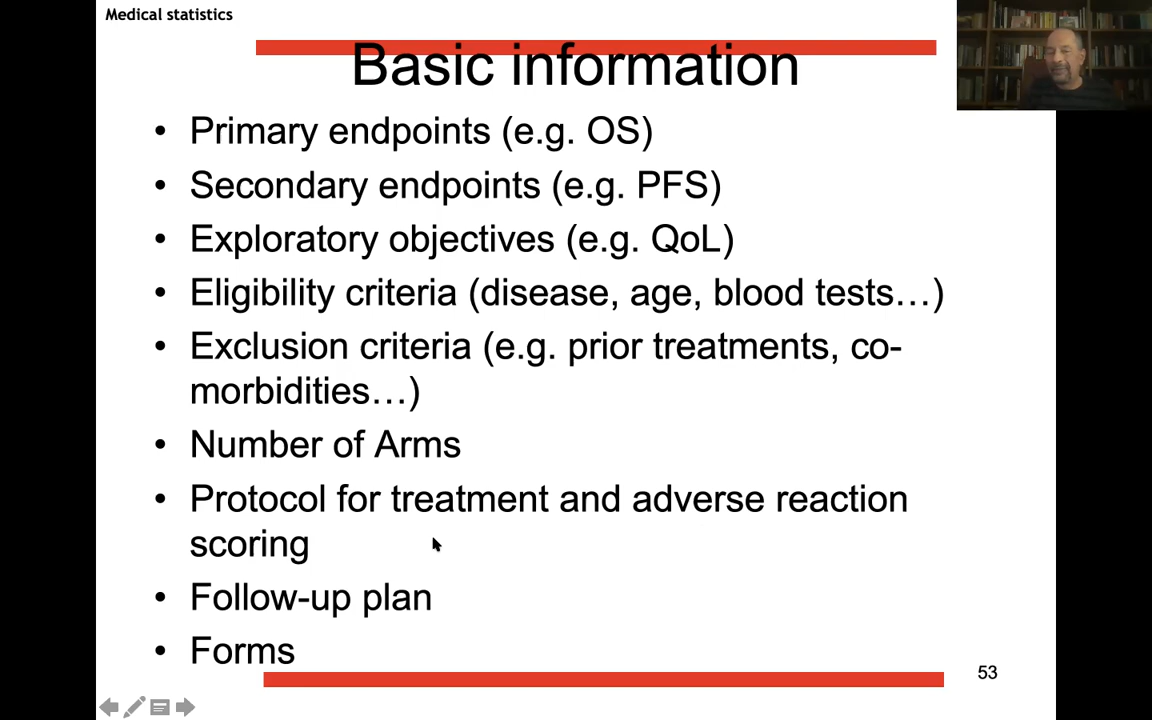 Medical statistics
Basic information
• Primary endpoints (e.g. OS)
• Secondary endpoints (e.g. PFS)
• Exploratory objectives (e.g. QoL)
• Eligibility criteria (disease, age, blood tests…)
• Exclusion criteria (e.g. prior treatments, co-
morbidities…)
• Number of Arms
• Protocol for treatment and adverse reaction
scoring
• Follow-up plan
• Forms
53